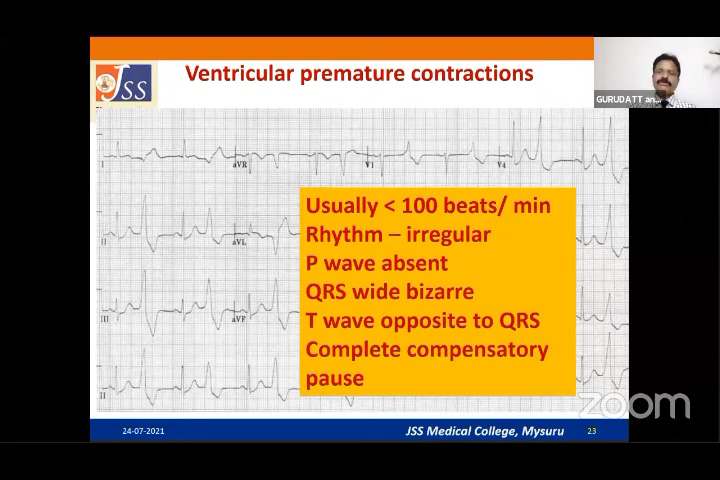 Ventricular premature contractions
JSS
GURUDATT an
I
aVR
V1
V4
II
aVL
III
aVF
II
Usually < 100 beats/ min
Rhythm – irregular
P wave absent
QRS wide bizarre
T wave opposite to QRS
Complete compensatory
pause
zoom
24-07-2021
JSS Medical College, Mysuru
23